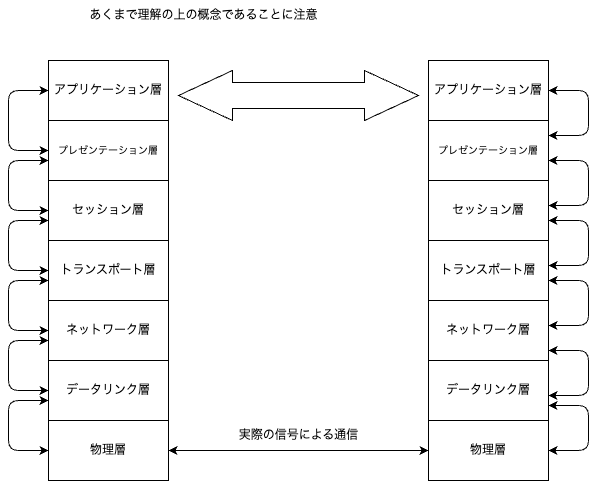 あくまで理解の上の概念であることに注意
アプリケーション層
プレゼンテーション層
セッション層
トランスポート層
ネットワーク層
データリンク層
物理層
アプリケーション層
プレゼンテーション層
セッション層
トランスポート層
ネットワーク層
データリンク層
物理層
実際の信号による通信